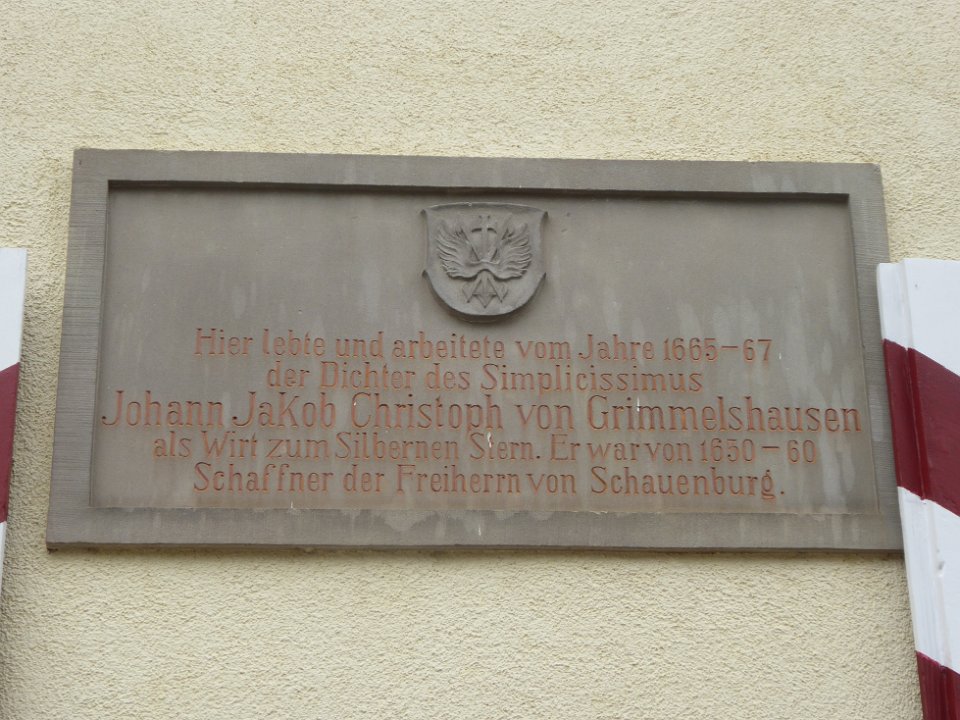 Hier lebte und arbeitete vom Jahre 1665-67
der Dichter des Simplicissimus
Johann JaKob Christoph von Grimmelshausen
als Wirt zum Silbernen Stern. Er war von 1650-60
Schaffner der Freiherrn von Schauenburg.